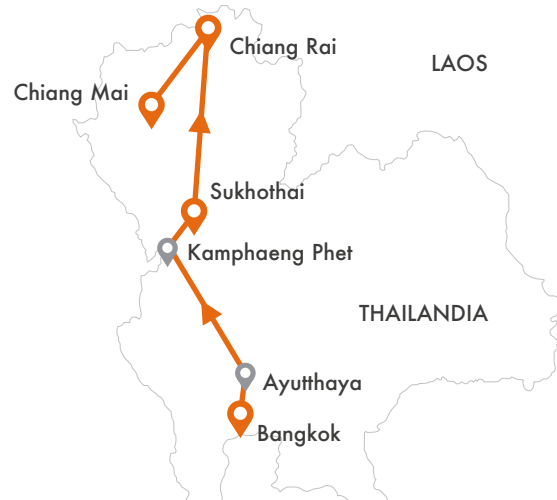 Chiang Rai
LAOS
Chiang Mai
Sukhothai
Kamphaeng Phet
THAILANDIA
Ayutthaya
Bangkok